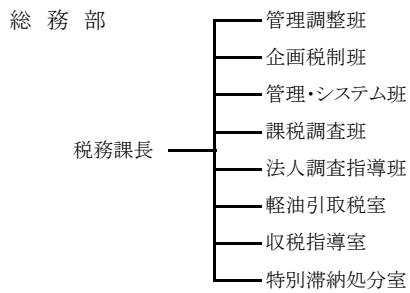 総務部
管理調整班
企画税制班
管理・システム班
課税調査班
税務課長
法人調査指導班
軽油引取税室
収税指導室
特別滞納処分室